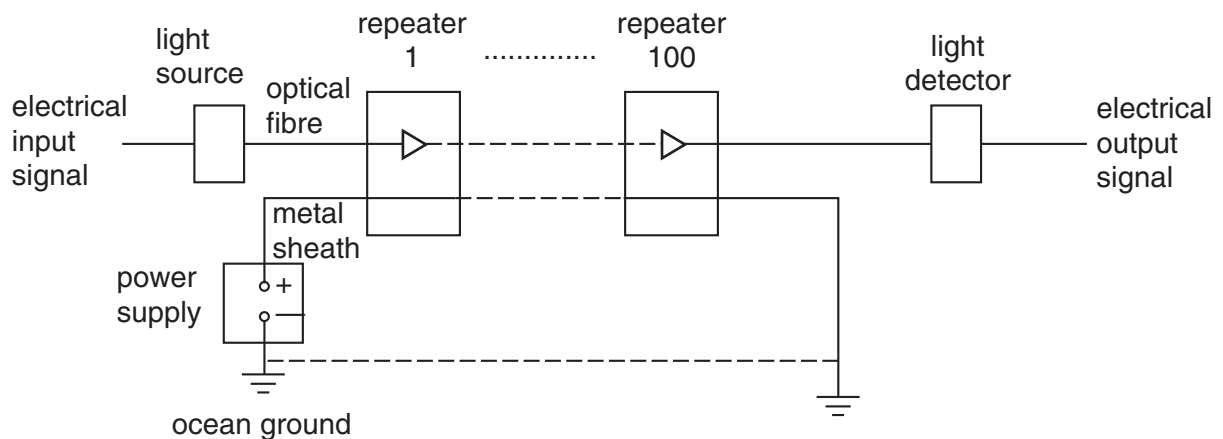 light
source
repeater
1
repeater
100
light
detector
electrical
input
signal
optical
fibre
electrical
output
signal
metal
sheath
power
supply
+
−
ocean ground